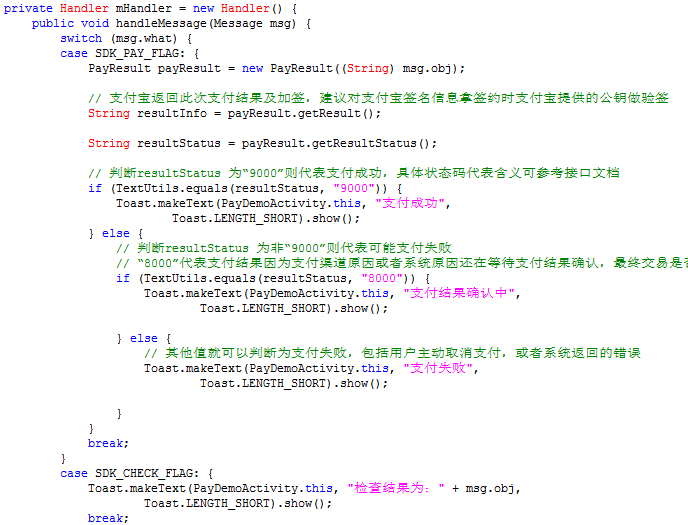 private Handler mHandler = new Handler() {
    public void handleMessage(Message msg) {
        switch (msg.what) {
        case SDK_PAY_FLAG: {
            PayResult payResult = new PayResult((String) msg.obj);

            // 支付宝返回此次支付结果及加签，建议对支付宝签名信息拿签约时支付宝提供的公钥做验签
            String resultInfo = payResult.getResult();

            String resultStatus = payResult.getResultStatus();

            // 判断resultStatus 为“9000”则代表支付成功，具体状态码代表含义可参考接口文档
            if (TextUtils.equals(resultStatus, "9000")) {
                Toast.makeText(PayDemoActivity.this, "支付成功",
                        Toast.LENGTH_SHORT).show();
            } else {
                // 判断resultStatus 为非“9000”则代表可能支付失败
                // “8000”代表支付结果因为支付渠道原因或者系统原因还在等待支付结果确认，最终交易是
                if (TextUtils.equals(resultStatus, "8000")) {
                    Toast.makeText(PayDemoActivity.this, "支付结果确认中",
                            Toast.LENGTH_SHORT).show();

                } else {
                    // 其他值就可以判断为支付失败，包括用户主动取消支付，或者系统返回的错误
                    Toast.makeText(PayDemoActivity.this, "支付失败",
                            Toast.LENGTH_SHORT).show();

                }
            }
            break;
        }
        case SDK_CHECK_FLAG: {
            Toast.makeText(PayDemoActivity.this, "检查结果为：" + msg.obj,
                    Toast.LENGTH_SHORT).show();
            break;